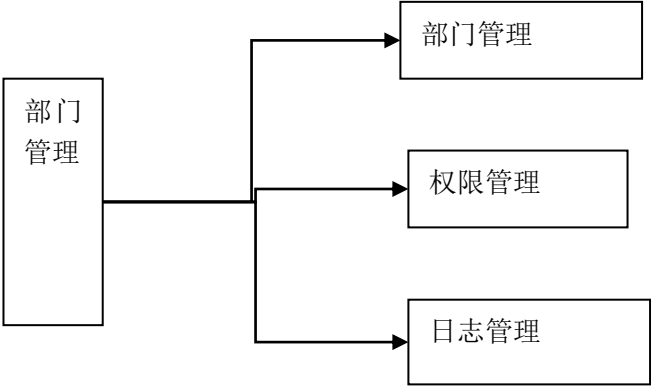 部门管理
部门
管理
权限管理
日志管理